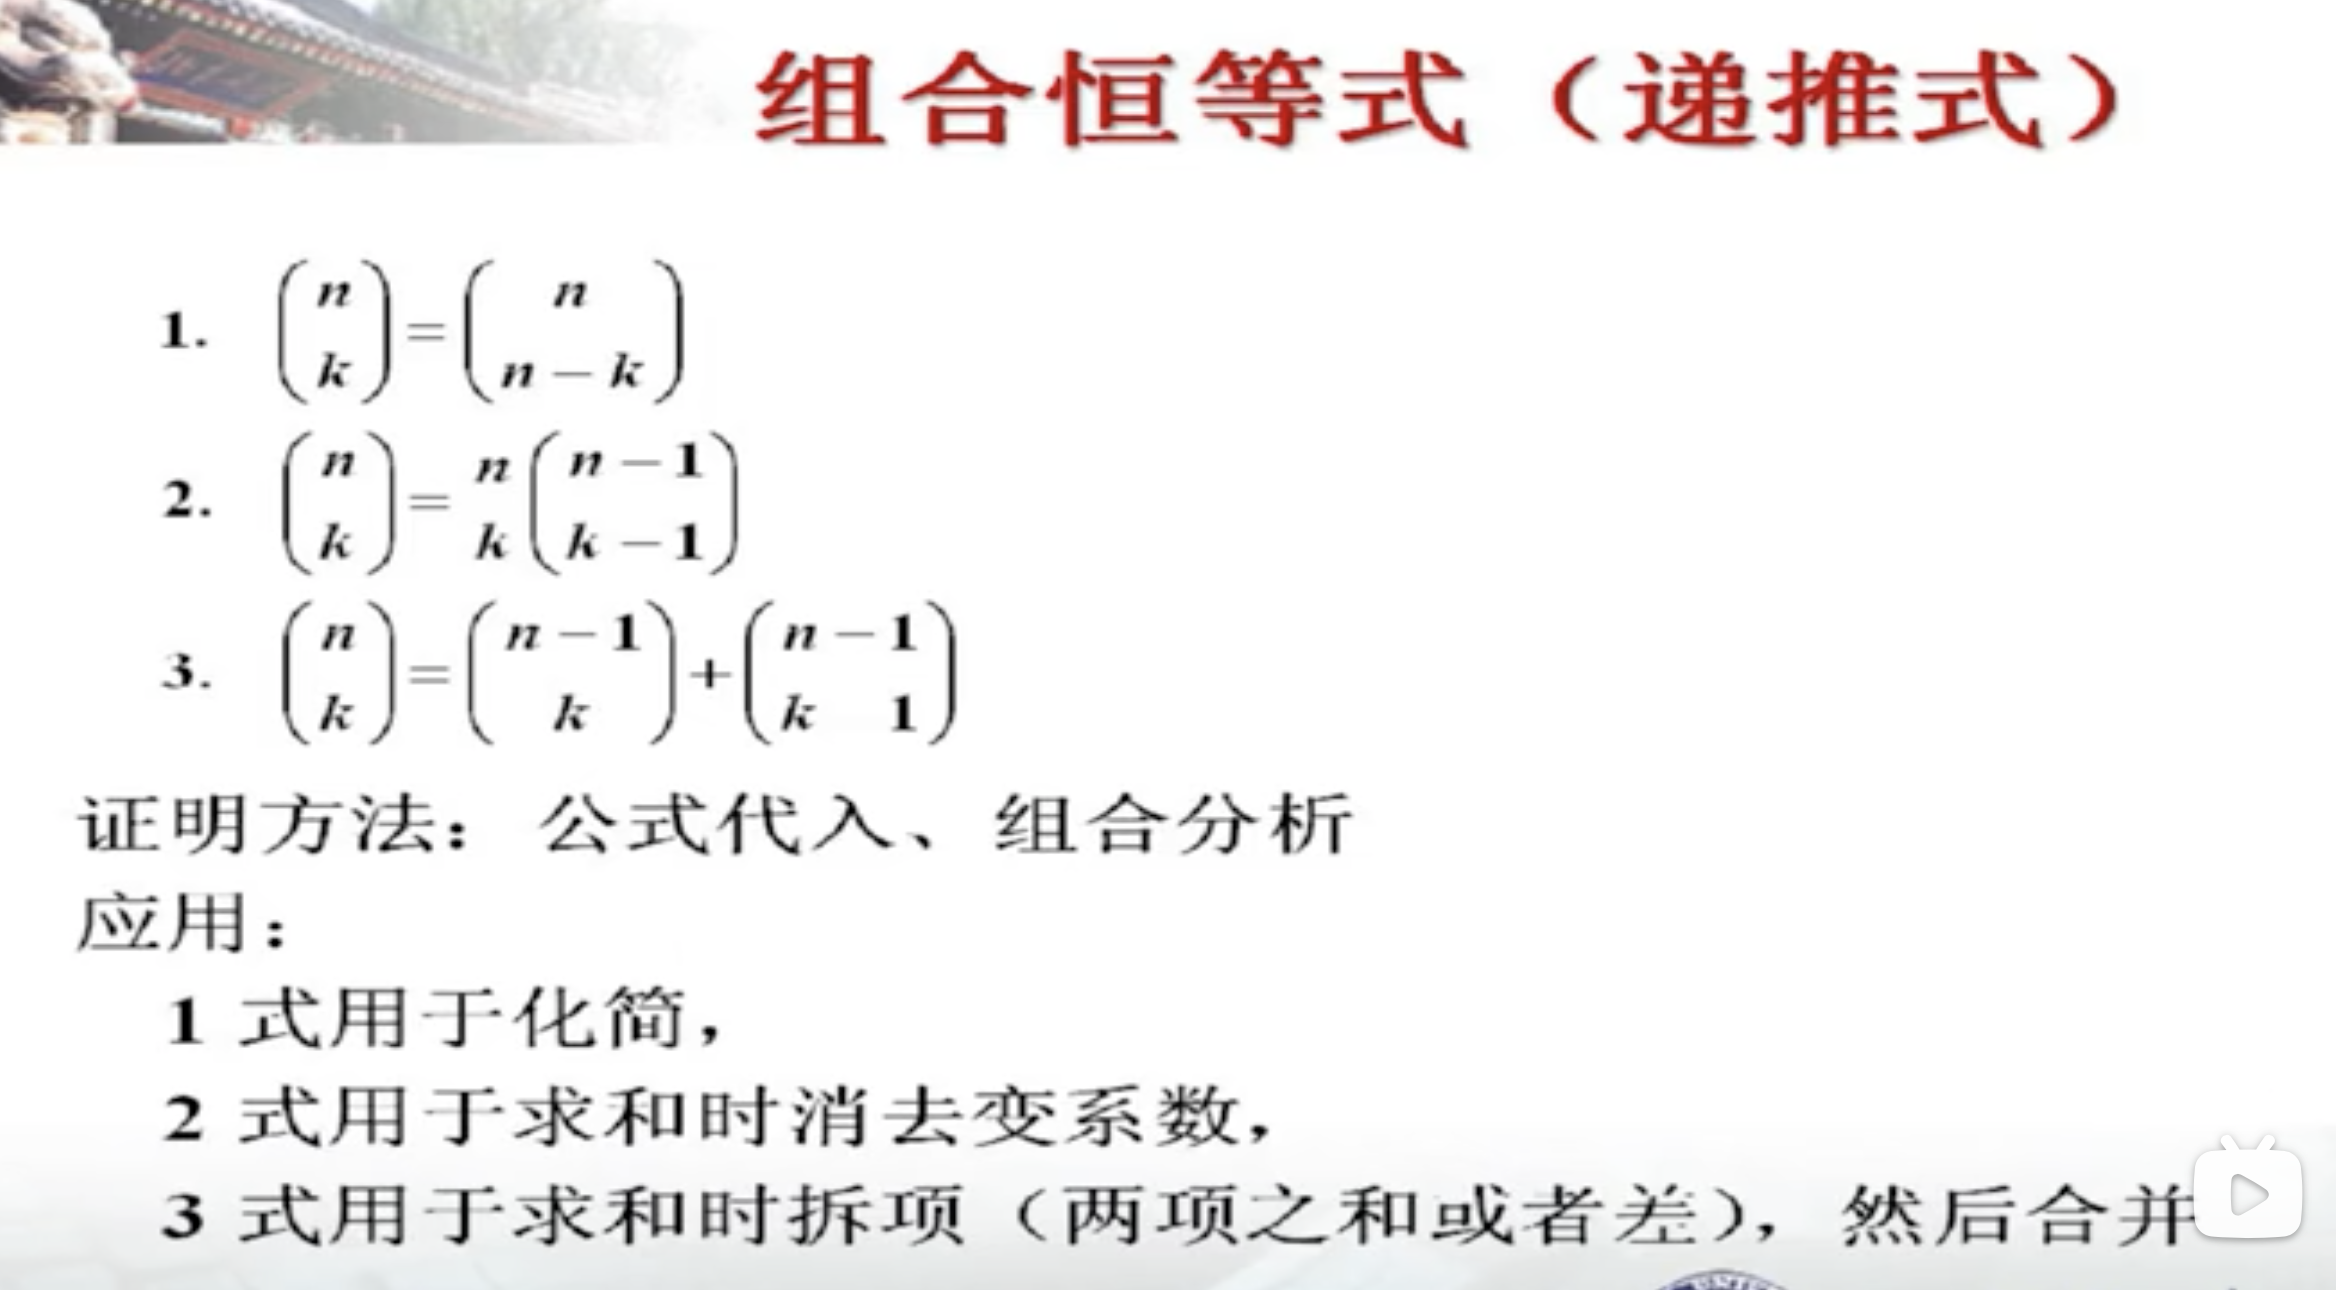 组合恒等式（递推式）
1. \binom{n}{k} = \binom{n}{n-k}
2. \binom{n}{k} = \frac{n}{k} \binom{n-1}{k-1}
3. \binom{n}{k} = \binom{n-1}{k} + \binom{n-1}{k 1}
证明方法：公式代入、组合分析
应用：
1 式用于化简，
2 式用于求和时消去变系数，
3 式用于求和时拆项（两项之和或者差），然后合并